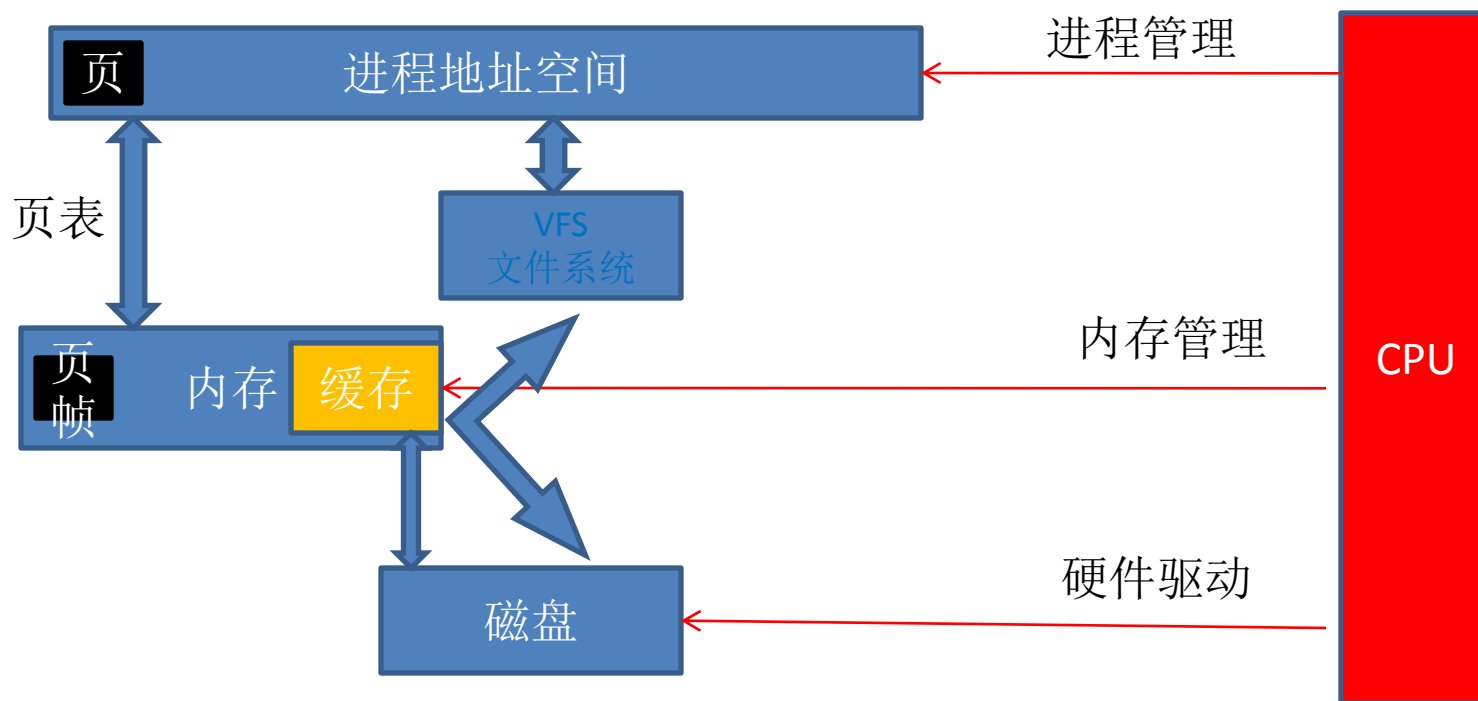 进程管理
页
进程地址空间
页表
VFS
文件系统
内存管理
页
帧
内存
缓存
CPU
硬件驱动
磁盘